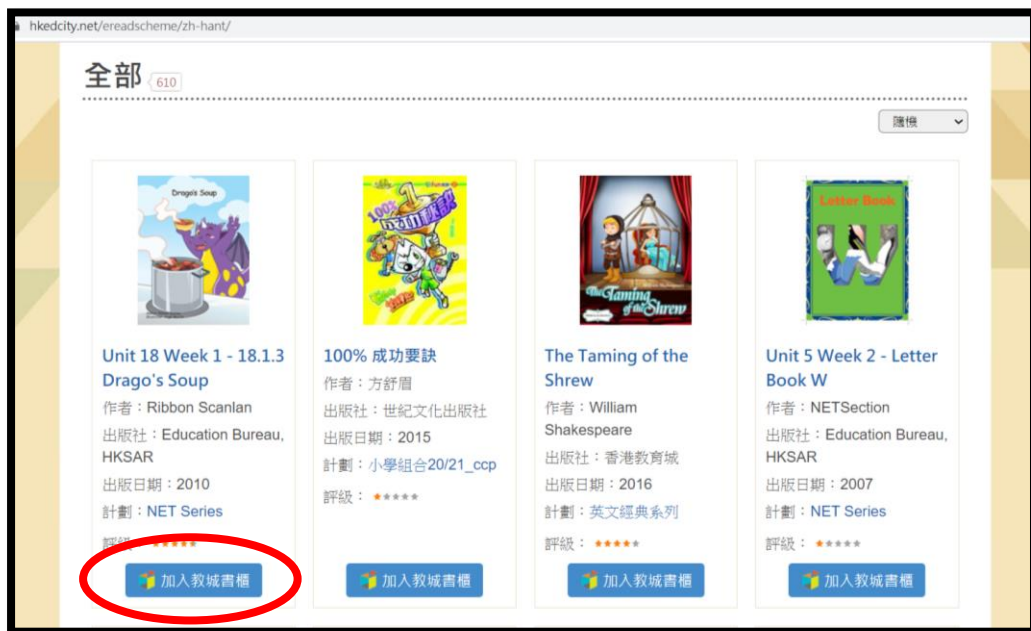 hkedcity.net/ereadscheme/zh-hant/
全部 610
隨機
Drago's Soup
100%
成功要訣
The Taming
of the Shrew
Letter Book
W
Unit 18 Week 1 - 18.1.3
Drago's Soup
作者：Ribbon Scanlan
出版社：Education Bureau,
HKSAR
出版日期：2010
計劃：NET Series
評級：
加入教城書櫃
100% 成功要訣
作者：方舒眉
出版社：世紀文化出版社
出版日期：2015
計劃：小學組合20/21_ccp
評級：
加入教城書櫃
The Taming of the
Shrew
作者：William
Shakespeare
出版社：香港教育城
出版日期：2016
計劃：英文經典系列
評級：
加入教城書櫃
Unit 5 Week 2 - Letter
Book W
作者：NETSection
出版社：Education Bureau,
HKSAR
出版日期：2007
計劃：NET Series
評級：
加入教城書櫃